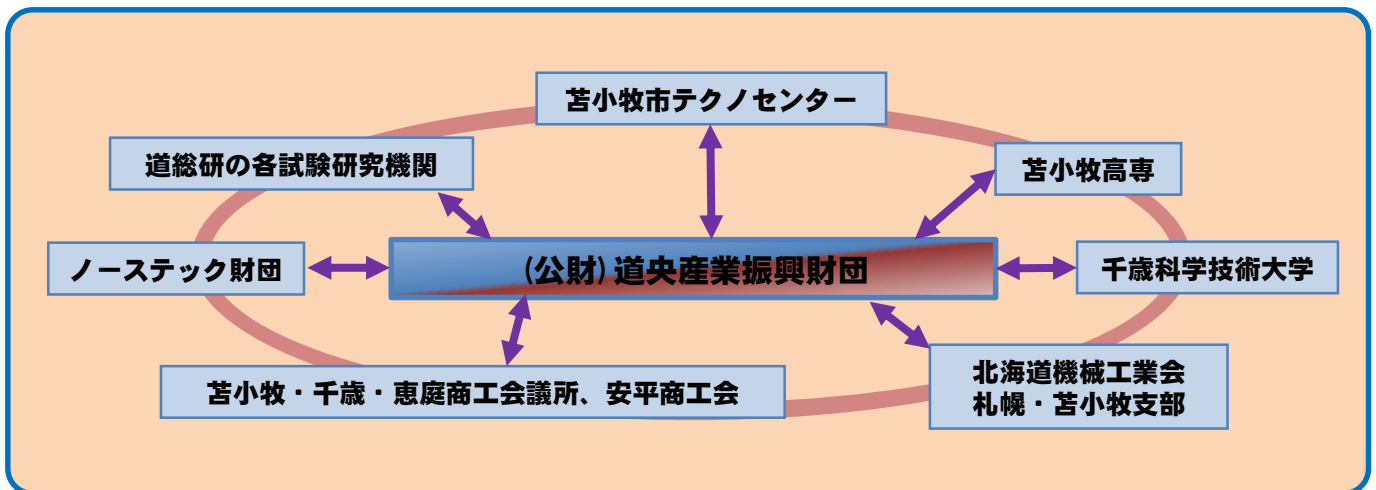 苫小牧市テクノセンター
道総研の各試験研究機関
苫小牧高専
ノーステック財団
(公財)道央産業振興財団
千歳科学技術大学
苫小牧・千歳・恵庭商工会議所、安平商工会
北海道機械工業会
札幌・苫小牧支部